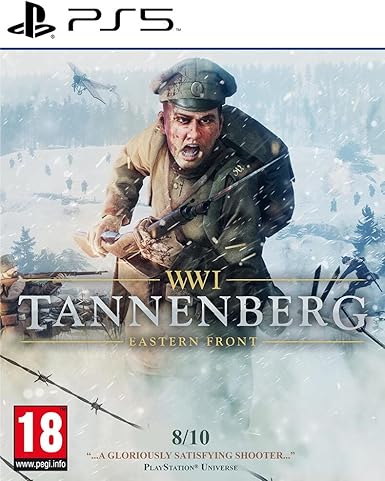 PS5
WWI
TANNENBERG
EASTERN FRONT
18
www.pegi.info
8/10
"...A GLORIOUSLY SATISFYING SHOOTER..."
PLAYSTATION® UNIVERSE